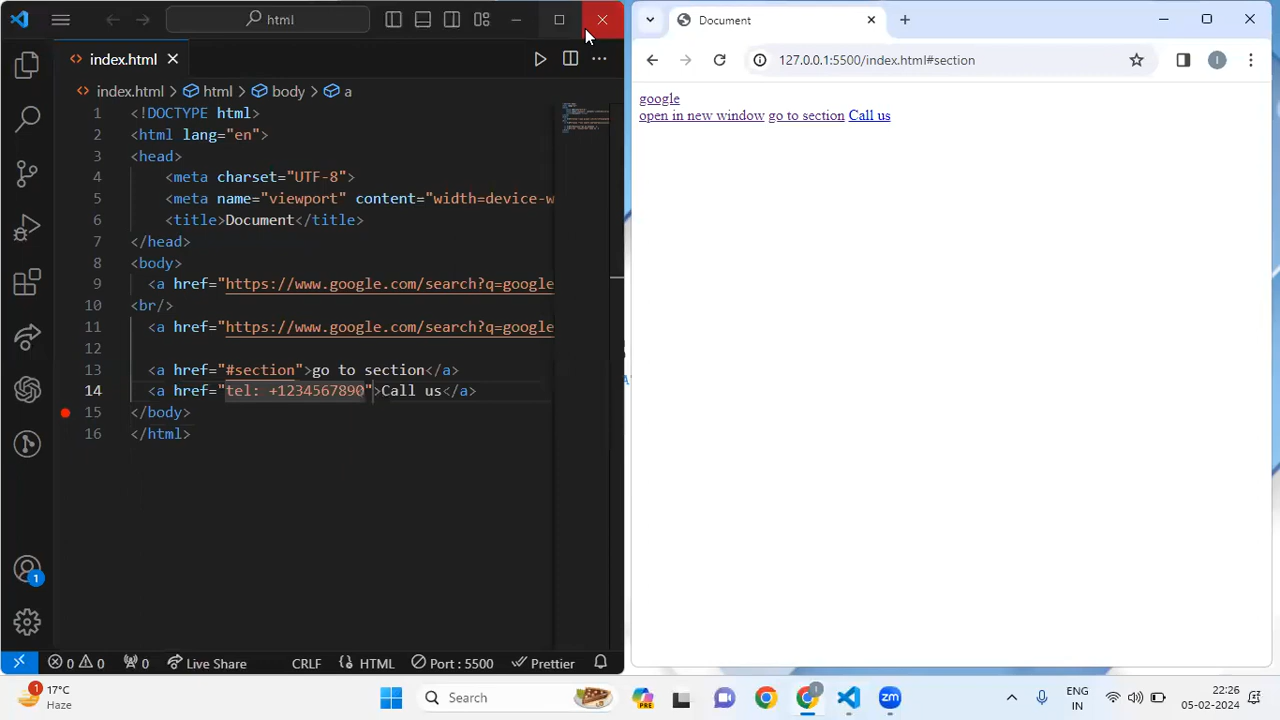 html
Document
index.html
127.0.0.1:5500/index.html#section
index.html > html > body > a
1 <!DOCTYPE html>
2 <html lang="en">
3 <head>
4 <meta charset="UTF-8">
5 <meta name="viewport" content="width=device-w
6 <title>Document</title>
7 </head>
8 <body>
9 <a href="https://www.google.com/search?q=google
10 <br/>
11 <a href="https://www.google.com/search?q=google
12
13 <a href="#section">go to section</a>
14 <a href="tel: +1234567890">Call us</a>
15 </body>
16 </html>
google
open in new window go to section Call us
1
0 0 0 Live Share CRLF HTML Port : 5500 Prettier
1 17°C
Haze
Search
PRE
zm
ENG
IN
22:26
05-02-2024